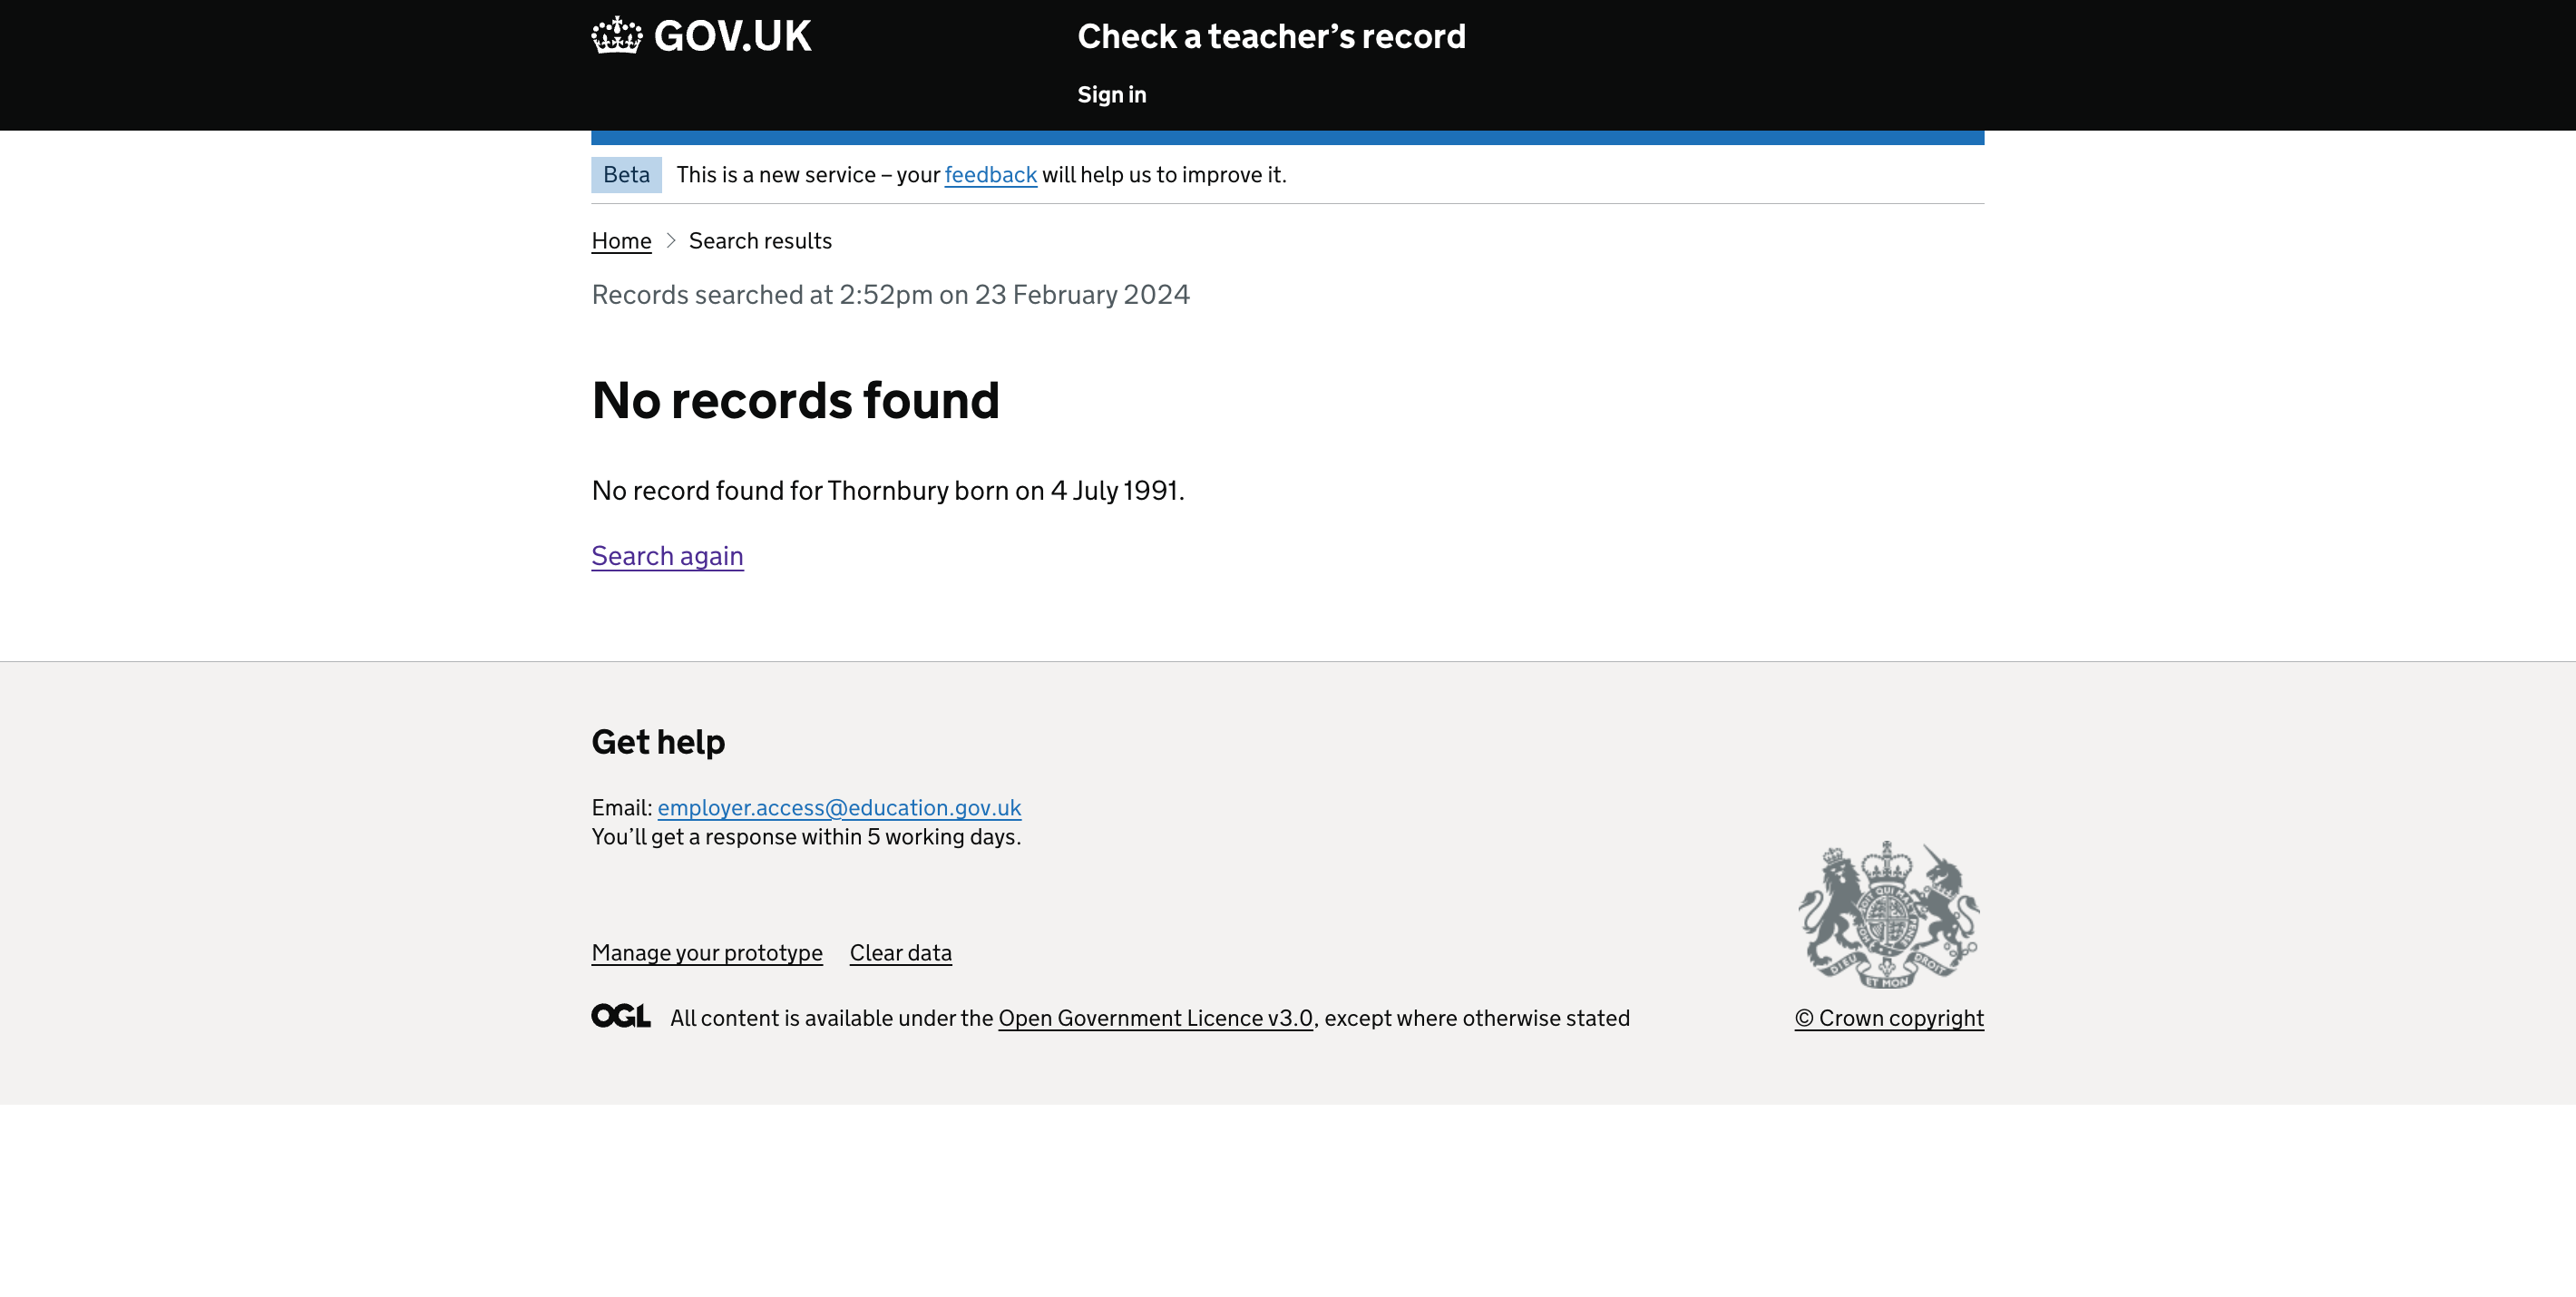 GOV.UK
Check a teacher’s record
Sign in
Beta
This is a new service – your feedback will help us to improve it.
Home
Search results
Records searched at 2:52pm on 23 February 2024
No records found
No record found for Thornbury born on 4 July 1991.
Search again
Get help
Email: employer.access@education.gov.uk
You’ll get a response within 5 working days.
Manage your prototype
Clear data
OGL
All content is available under the Open Government Licence v3.0, except where otherwise stated
DIEU ET MON DROIT
© Crown copyright